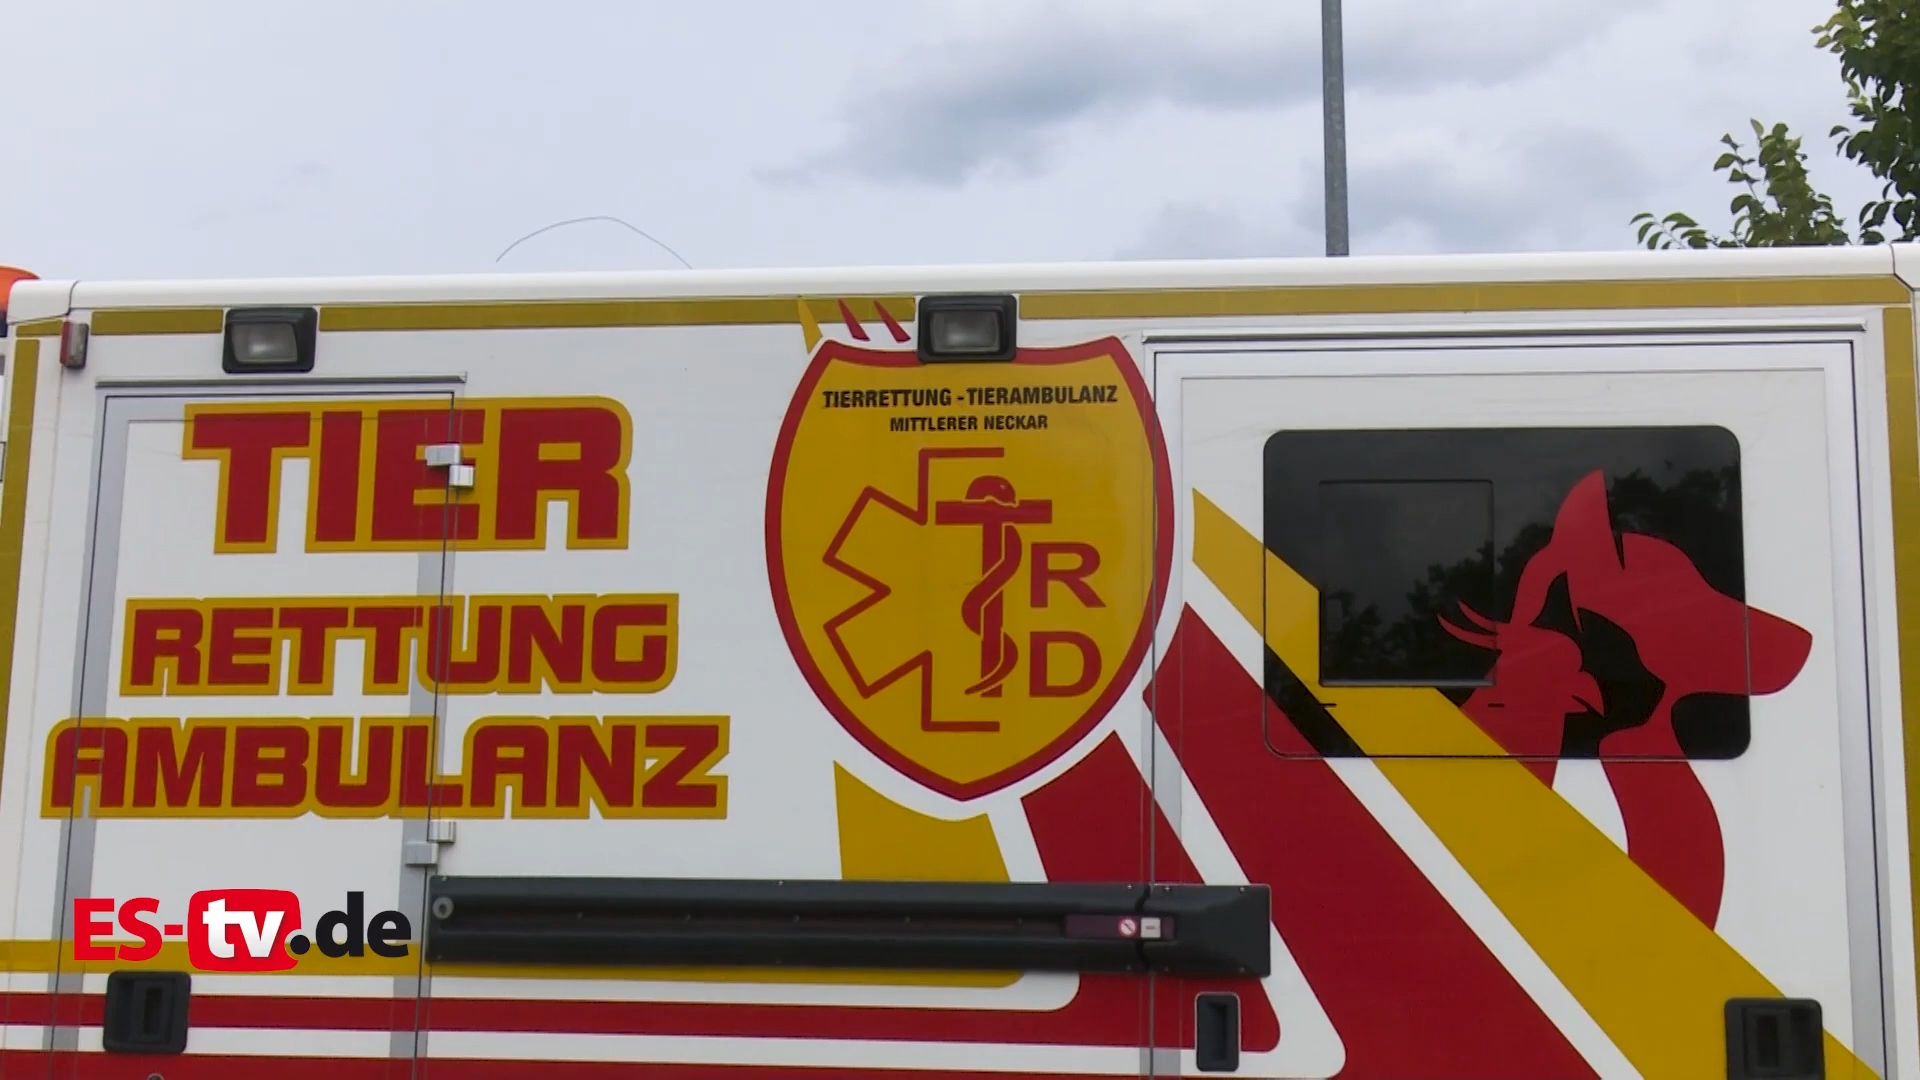 TIER
RETTUNG
AMBULANZ
TIERRETTUNG - TIERAMBULANZ
MITTLERER NECKAR
T R
D
ES-tv.de